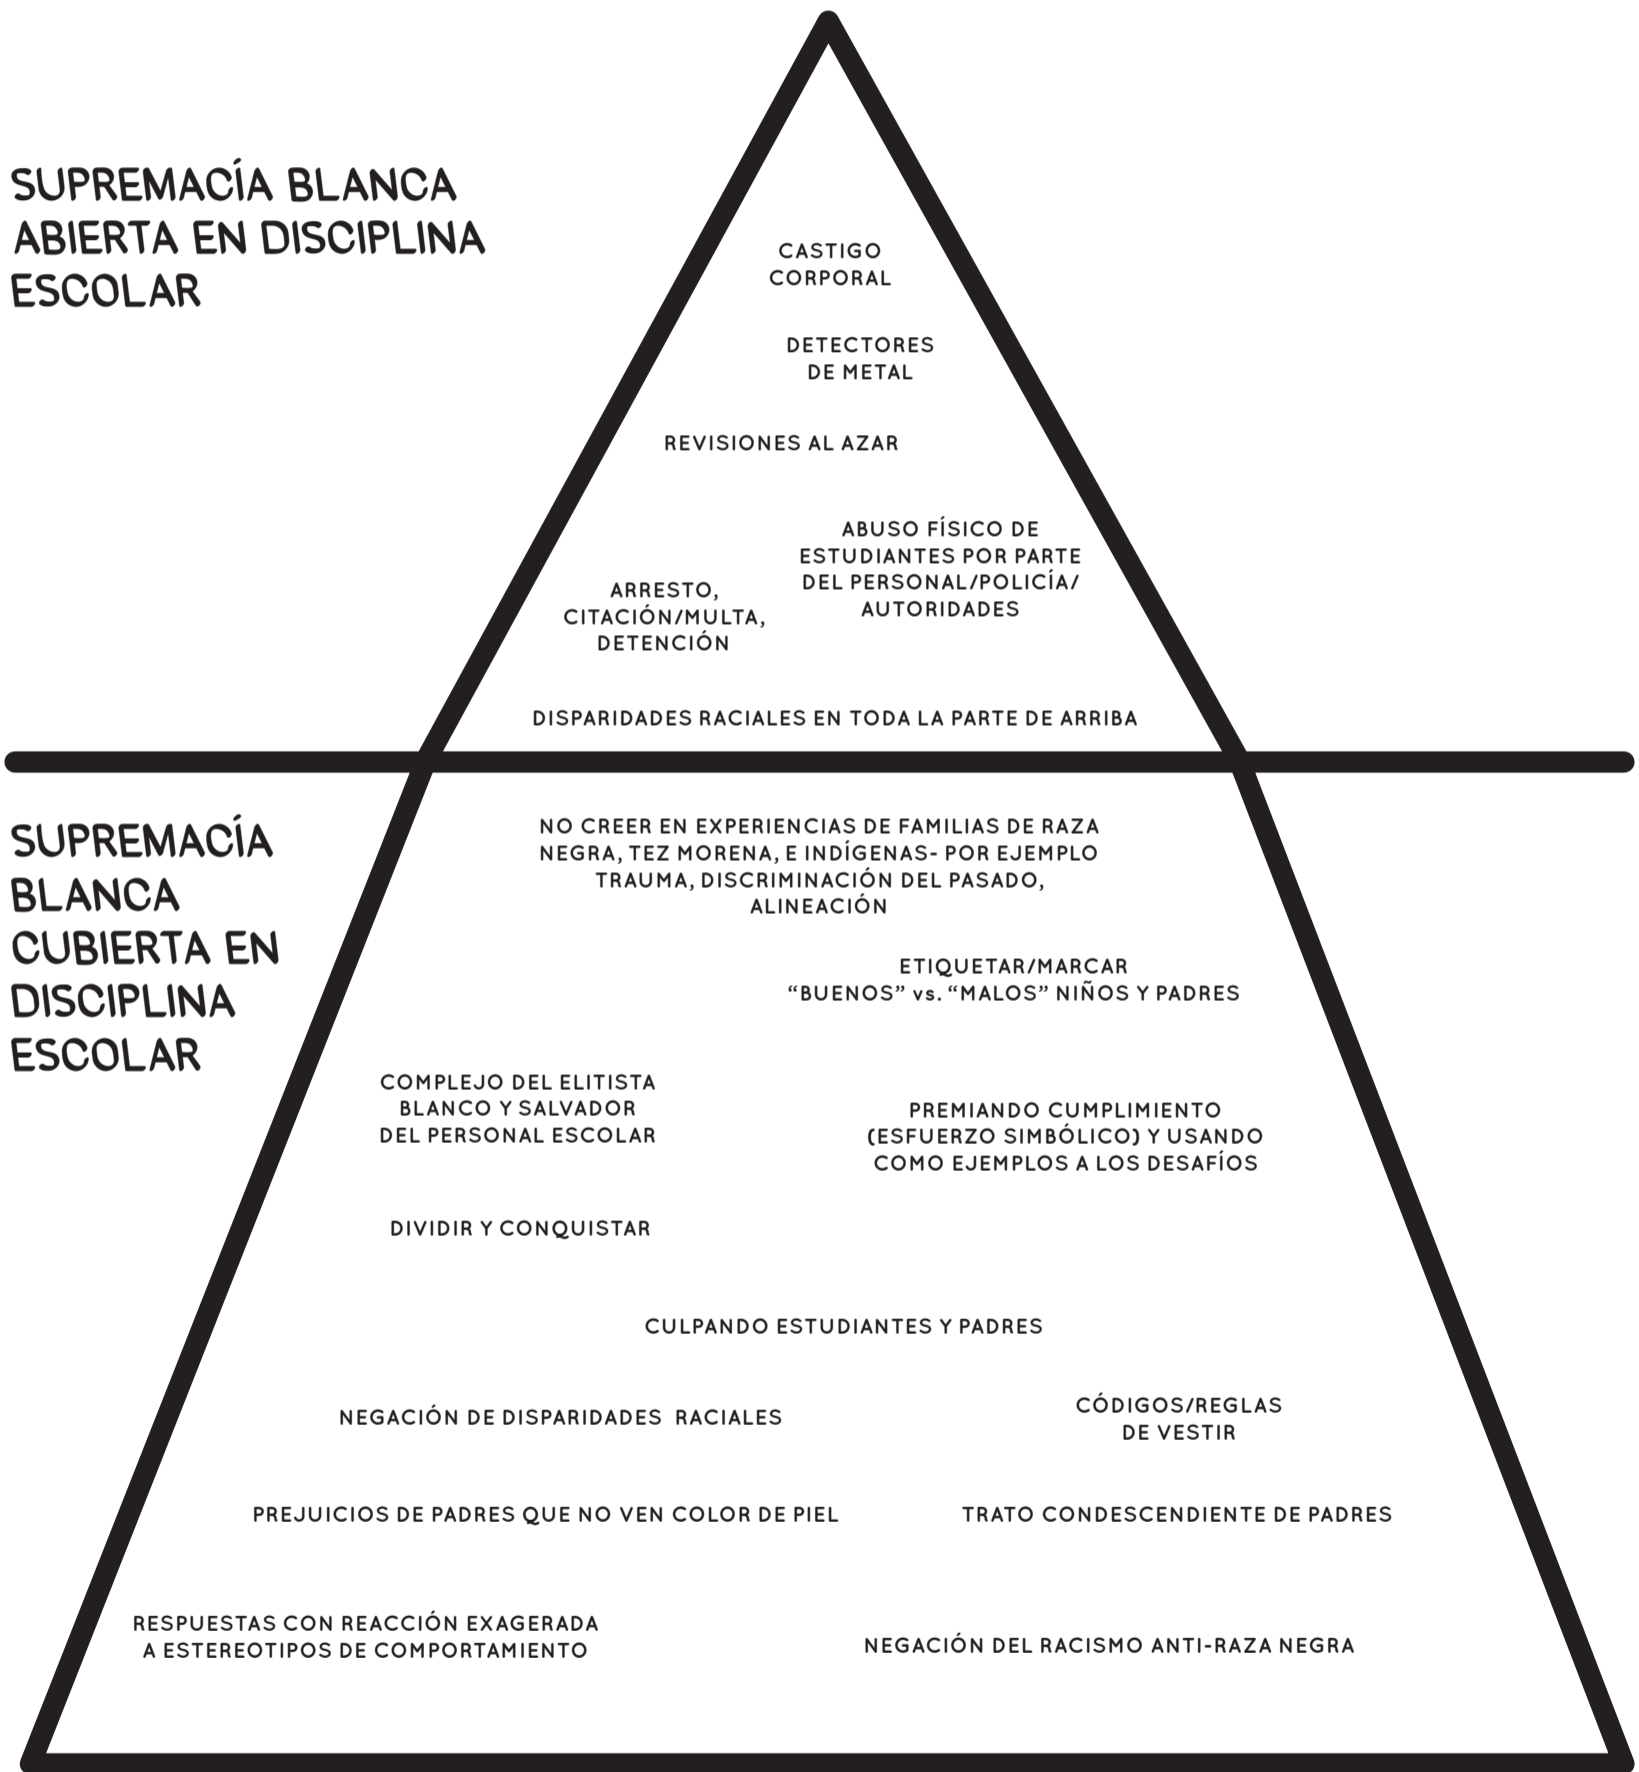 SUPREMACÍA BLANCA
ABIERTA EN DISCIPLINA
ESCOLAR
CASTIGO
CORPORAL
DETECTORES
DE METAL
REVISIONES AL AZAR
ABUSO FÍSICO DE
ESTUDIANTES POR PARTE
DEL PERSONAL/POLICÍA/
AUTORIDADES
ARRESTO,
CITACIÓN/MULTA,
DETENCIÓN
DISPARIDADES RACIALES EN TODA LA PARTE DE ARRIBA
SUPREMACÍA
BLANCA
CUBIERTA EN
DISCIPLINA
ESCOLAR
NO CREER EN EXPERIENCIAS DE FAMILIAS DE RAZA
NEGRA, TEZ MORENA, E INDÍGENAS- POR EJEMPLO
TRAUMA, DISCRIMINACIÓN DEL PASADO,
ALINEACIÓN
ETIQUETAR/MARCAR
“BUENOS” vs. “MALOS” NIÑOS Y PADRES
COMPLEJO DEL ELITISTA
BLANCO Y SALVADOR
DEL PERSONAL ESCOLAR
PREMIANDO CUMPLIMIENTO
(ESFUERZO SIMBÓLICO) Y USANDO
COMO EJEMPLOS A LOS DESAFÍOS
DIVIDIR Y CONQUISTAR
CULPANDO ESTUDIANTES Y PADRES
NEGACIÓN DE DISPARIDADES RACIALES
CÓDIGOS/REGLAS
DE VESTIR
PREJUICIOS DE PADRES QUE NO VEN COLOR DE PIEL
TRATO CONDESCENDIENTE DE PADRES
RESPUESTAS CON REACCIÓN EXAGERADA
A ESTEREOTIPOS DE COMPORTAMIENTO
NEGACIÓN DEL RACISMO ANTI-RAZA NEGRA